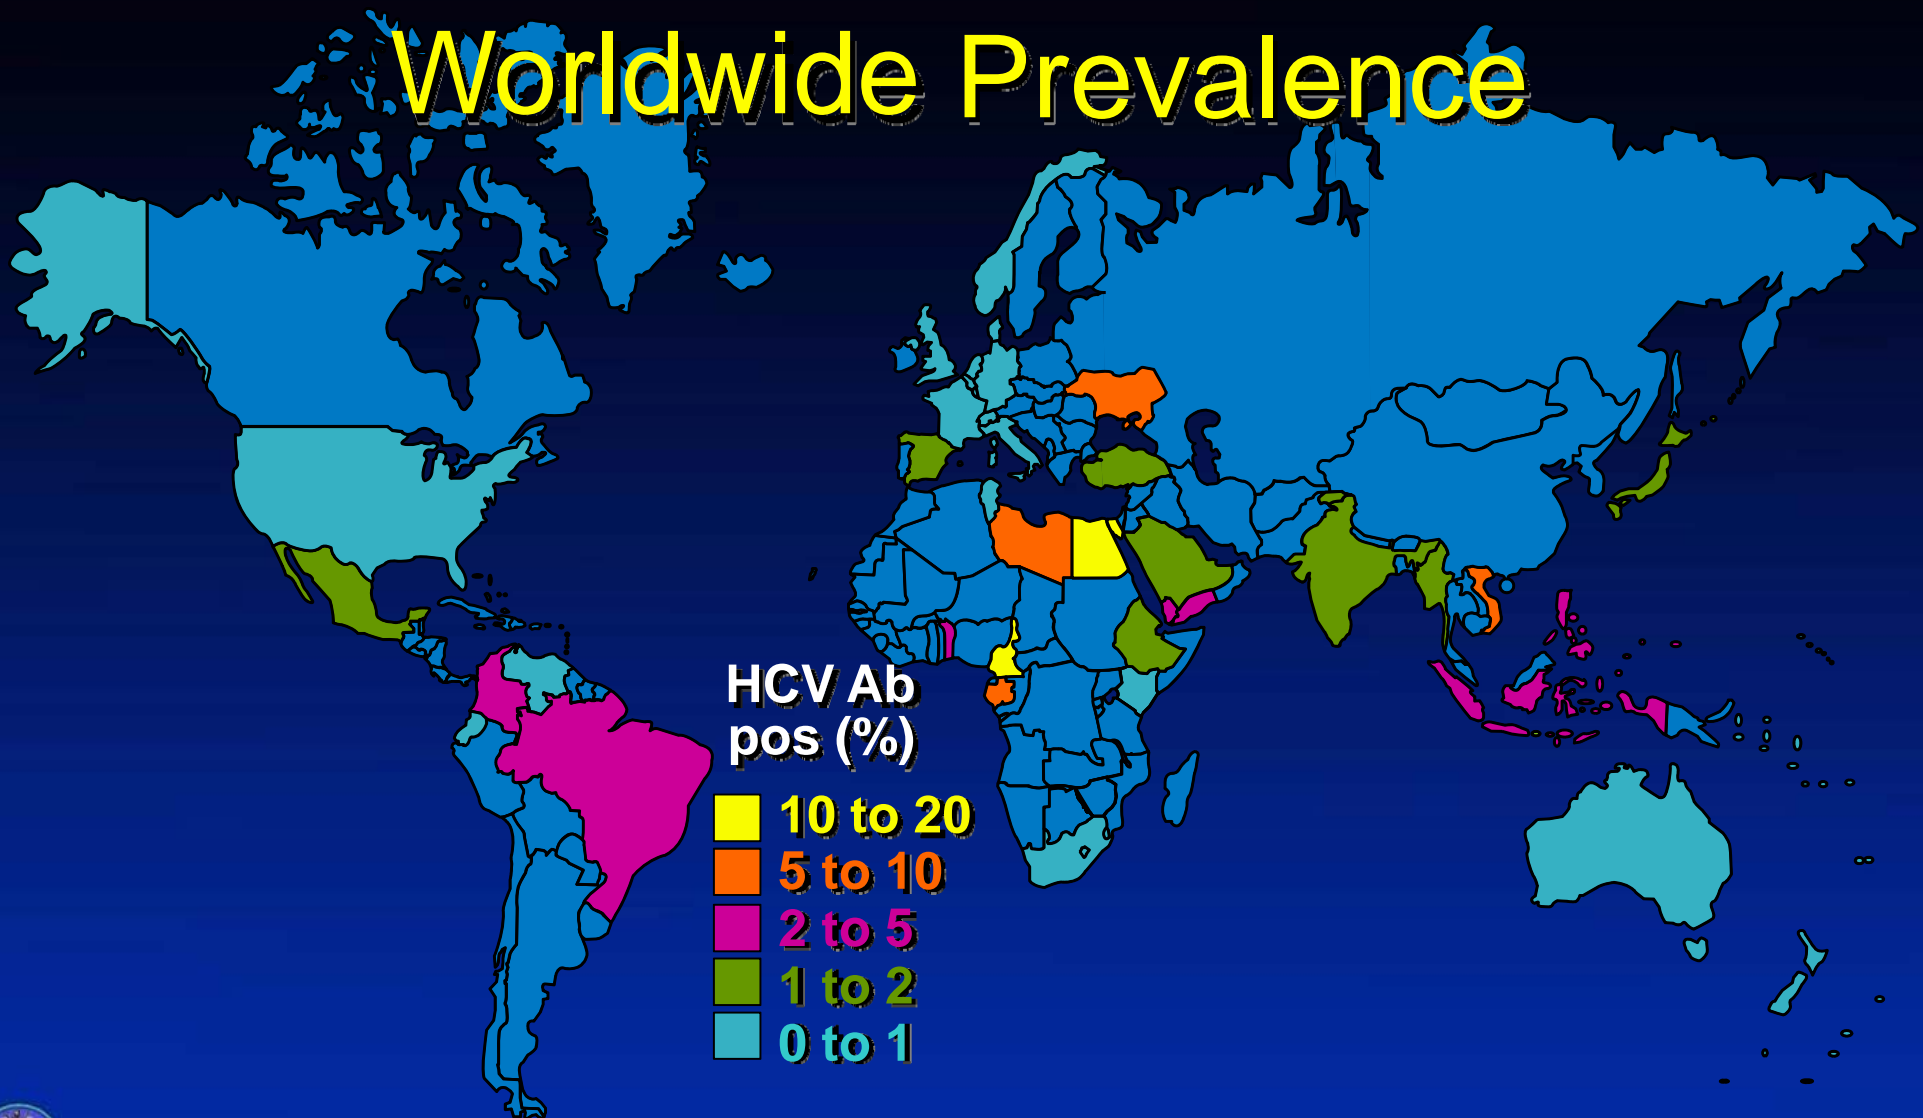 Worldwide Prevalence
HCV Ab
pos (%)
10 to 20
5 to 10
2 to 5
1 to 2
0 to 1